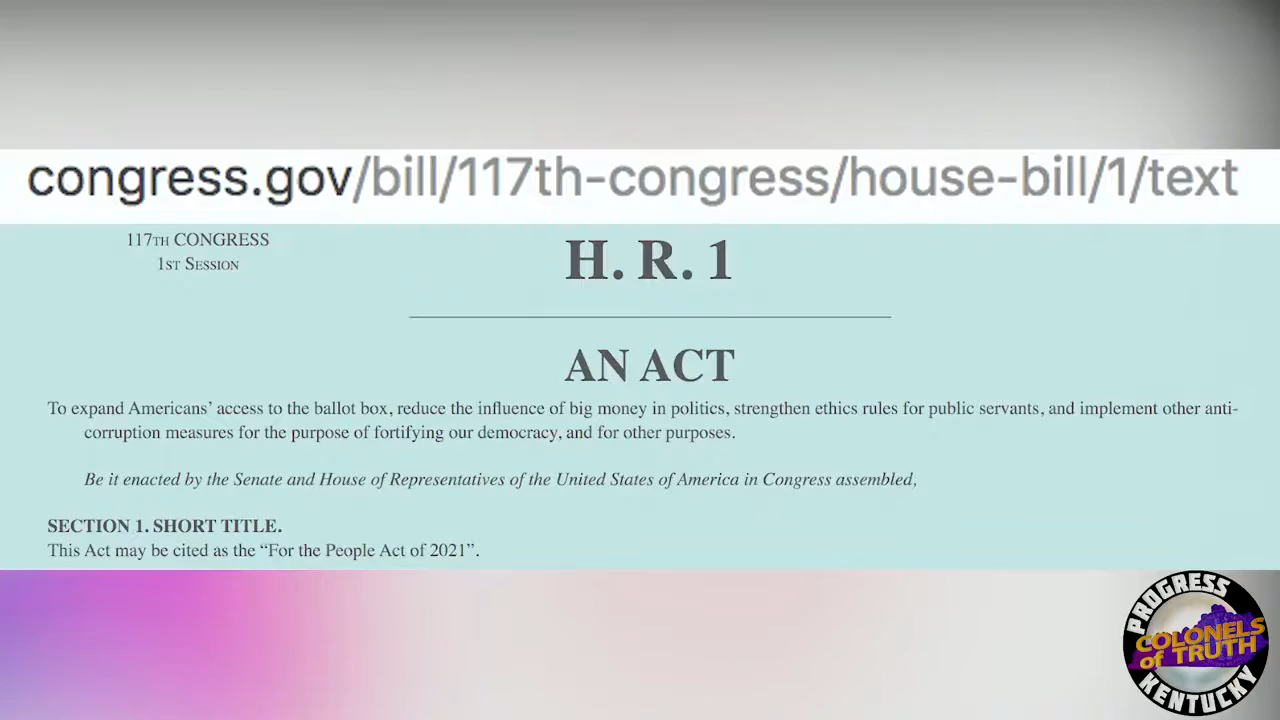 congress.gov/bill/117th-congress/house-bill/1/text
117TH CONGRESS
1ST SESSION
H. R. 1
AN ACT
To expand Americans’ access to the ballot box, reduce the influence of big money in politics, strengthen ethics rules for public servants, and implement other anti-
corruption measures for the purpose of fortifying our democracy, and for other purposes.
Be it enacted by the Senate and House of Representatives of the United States of America in Congress assembled,
SECTION 1. SHORT TITLE.
This Act may be cited as the “For the People Act of 2021”.
PROGRESS
COLONELS
of TRUTH
KENTUCKY